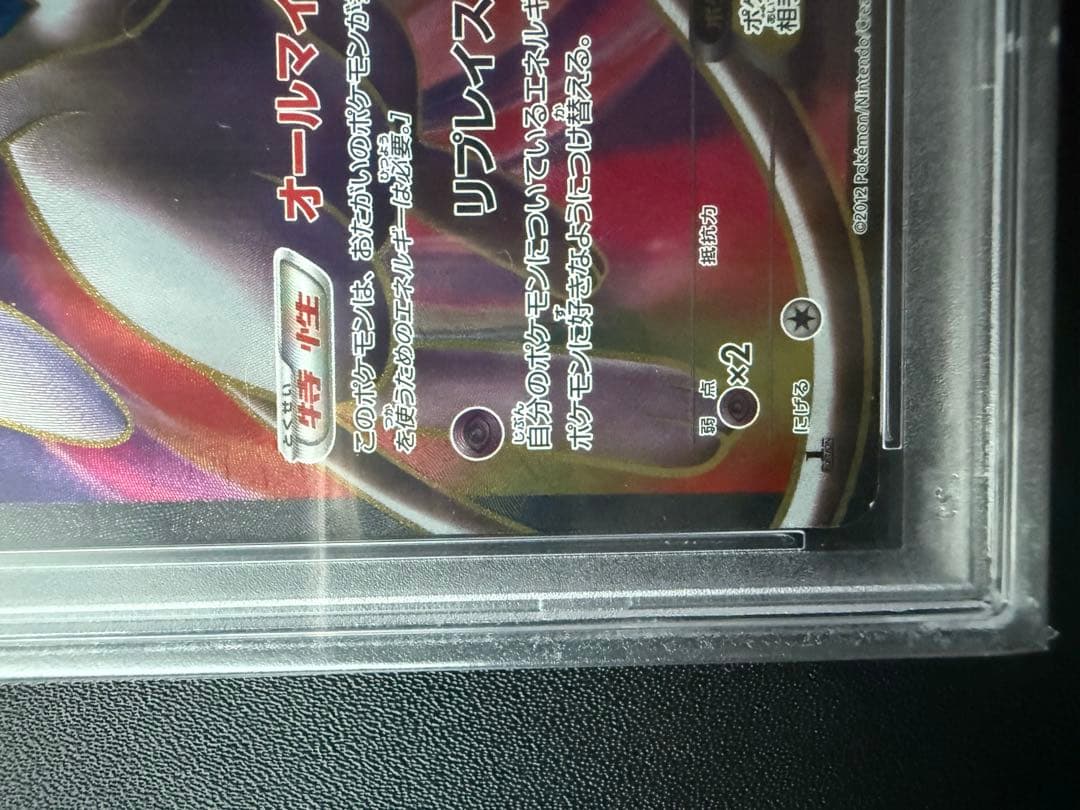 とくせい
特性
オールマイ
このポケモンは、おたがいのポケモンが
を使うためのエネルギーは必要。]
リプレイス
自分のポケモンについているエネルギ
ポケモンに好きなようにつけ替える。
弱点
×2
抵抗力
にげる
ポケ
相手
©2012 Pokémon/Nintendo/Crea